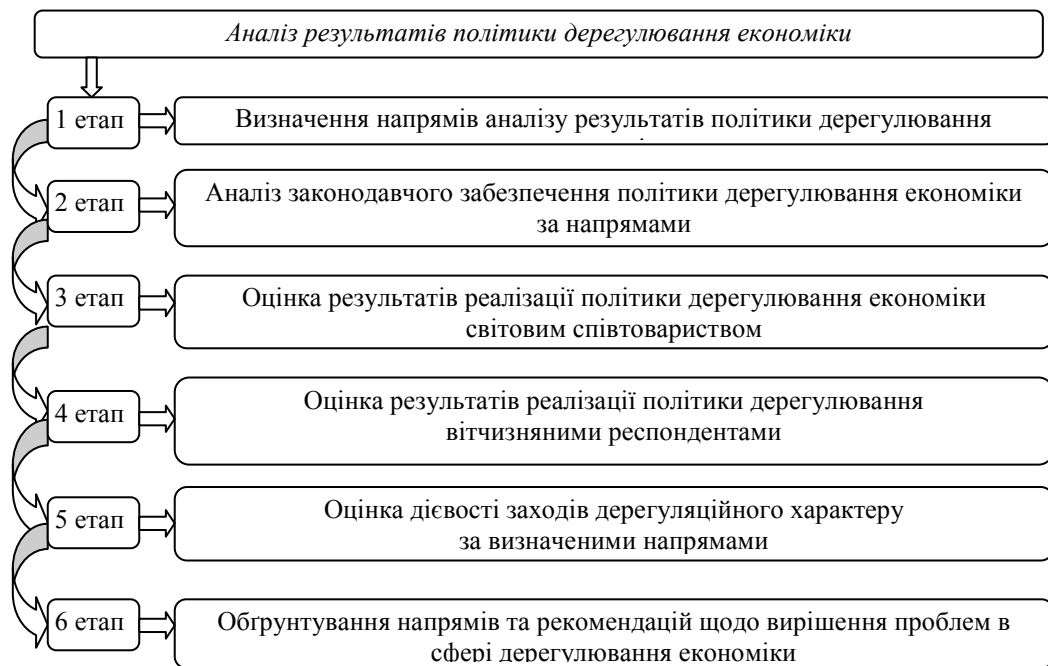 Аналіз результатів політики дерегулювання економіки
1 етап
Визначення напрямів аналізу результатів політики дерегулювання
2 етап
Аналіз законодавчого забезпечення політики дерегулювання економіки
за напрямами
3 етап
Оцінка результатів реалізації політики дерегулювання економіки
світовим співтовариством
4 етап
Оцінка результатів реалізації політики дерегулювання
вітчизняними респондентами
5 етап
Оцінка дієвості заходів дерегуляційного характеру
за визначеними напрямами
6 етап
Обґрунтування напрямів та рекомендацій щодо вирішення проблем в
сфері дерегулювання економіки